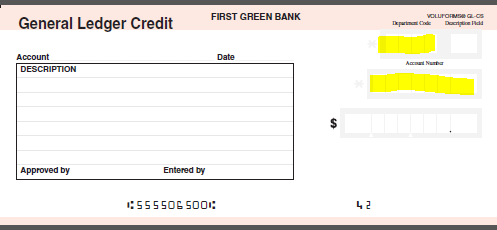 General Ledger Credit
FIRST GREEN BANK
VOLUFORMS® GL-CS
Department Code Description Field
Account Date
Account Number
DESCRIPTION
$ .
Approved by Entered by
⑆555506500⑆ 42